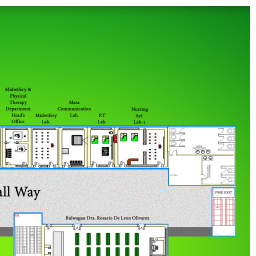 Midwifery &
Physical
Therapy
Department
Head's
Office
Midwifery
Lab
Mass
Communication
Lab
P.T
Lab
Nursing
Art
Lab 1
all Way
FIRE EXIT
Bulwagan Dra. Rosario De Leon Olivarez